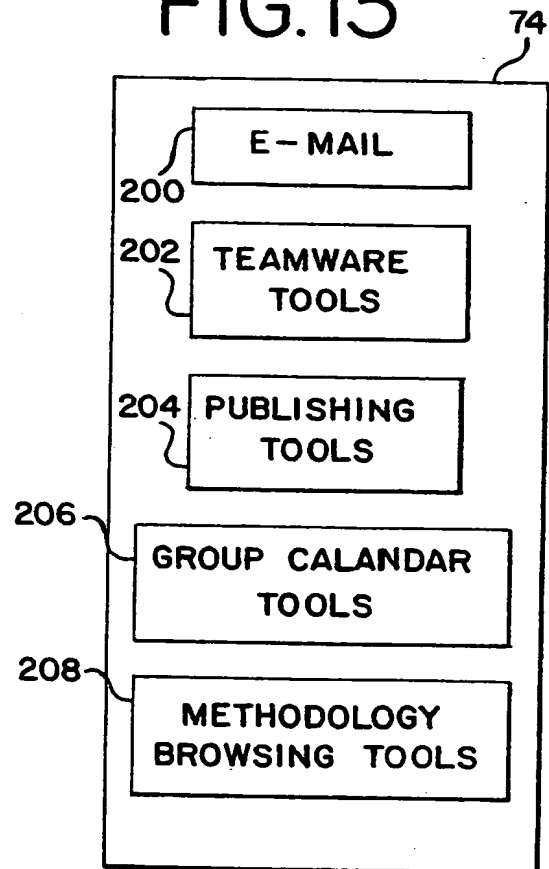 FIG. 15
74
E-MAIL
200
202
TEAMWARE
TOOLS
204
PUBLISHING
TOOLS
206
GROUP CALANDAR
TOOLS
208
METHODOLOGY
BROWSING TOOLS